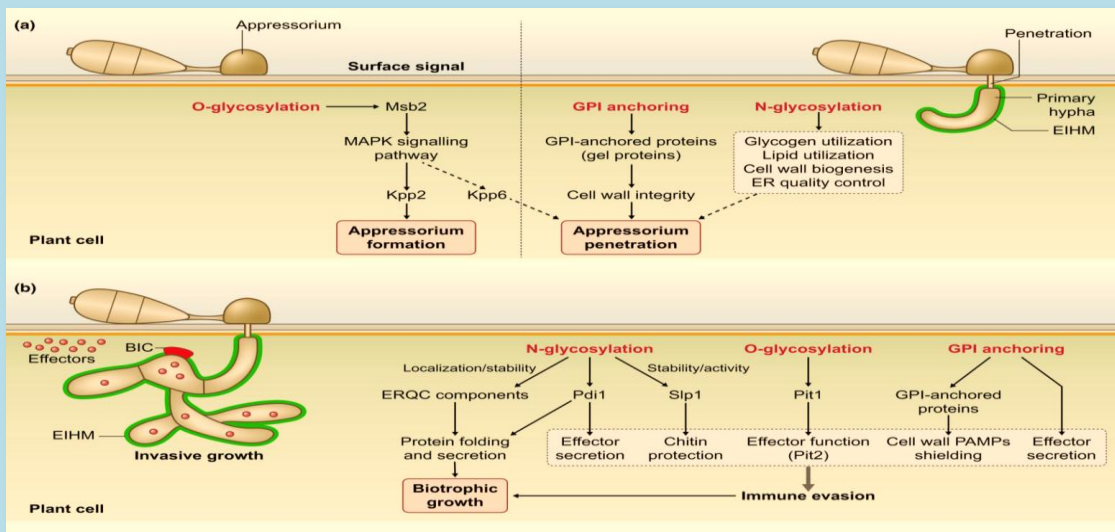 (a)
Appressorium
Penetration
Surface signal
O-glycosylation
Msb2
GPI anchoring
N-glycosylation
Primary
hypha
EIHM
MAPK signalling
pathway
GPI-anchored proteins
(gel proteins)
Glycogen utilization
Lipid utilization
Cell wall biogenesis
ER quality control
Kpp2
Kpp6
Cell wall integrity
Plant cell
Appressorium
formation
Appressorium
penetration
(b)
BIC
Effectors
EIHM
Invasive growth
Plant cell
N-glycosylation
O-glycosylation
GPI anchoring
Localization/stability
Stability/activity
ERQC components
Pdi1
Slp1
Pit1
GPI-anchored
proteins
Protein folding
and secretion
Effector
secretion
Chitin
protection
Effector function
(Pit2)
Cell wall PAMPs
shielding
Effector
secretion
Biotrophic
growth
Immune evasion